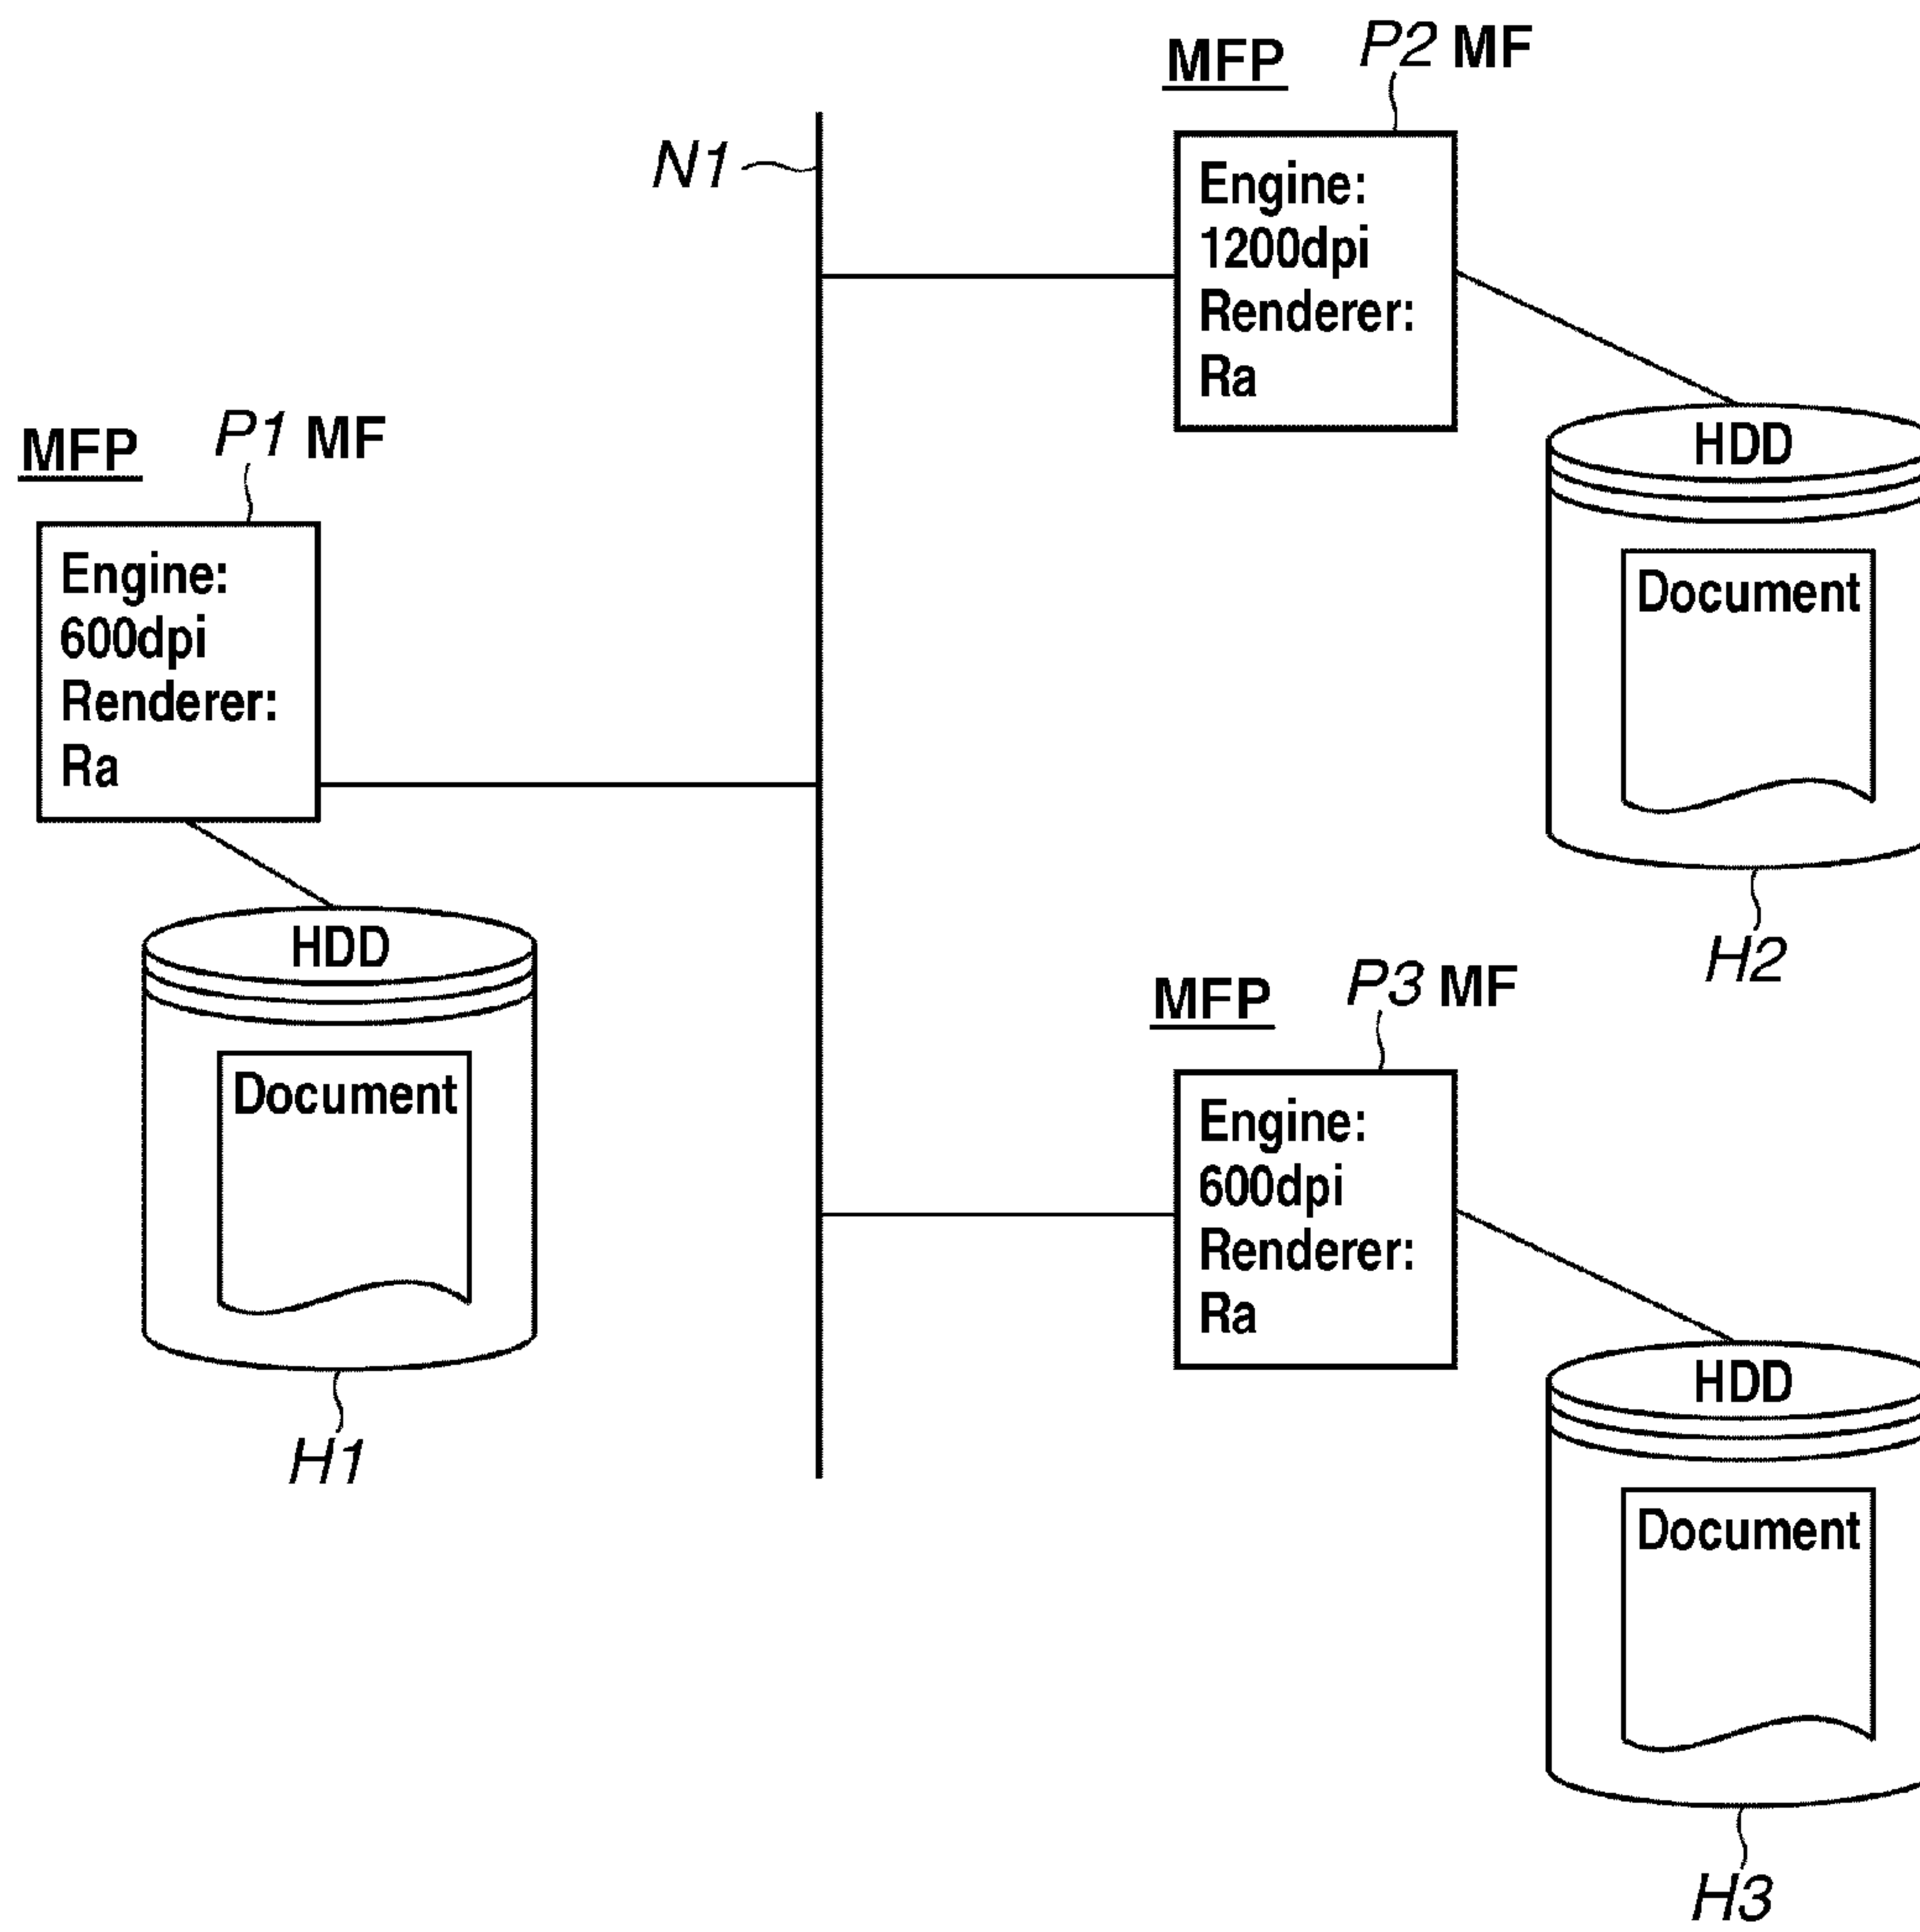 MFP P2 MF
N1
Engine:
1200dpi
Renderer:
Ra
HDD
Document
H2
MFP P1 MF
Engine:
600dpi
Renderer:
Ra
HDD
Document
H1
MFP P3 MF
Engine:
600dpi
Renderer:
Ra
HDD
Document
H3